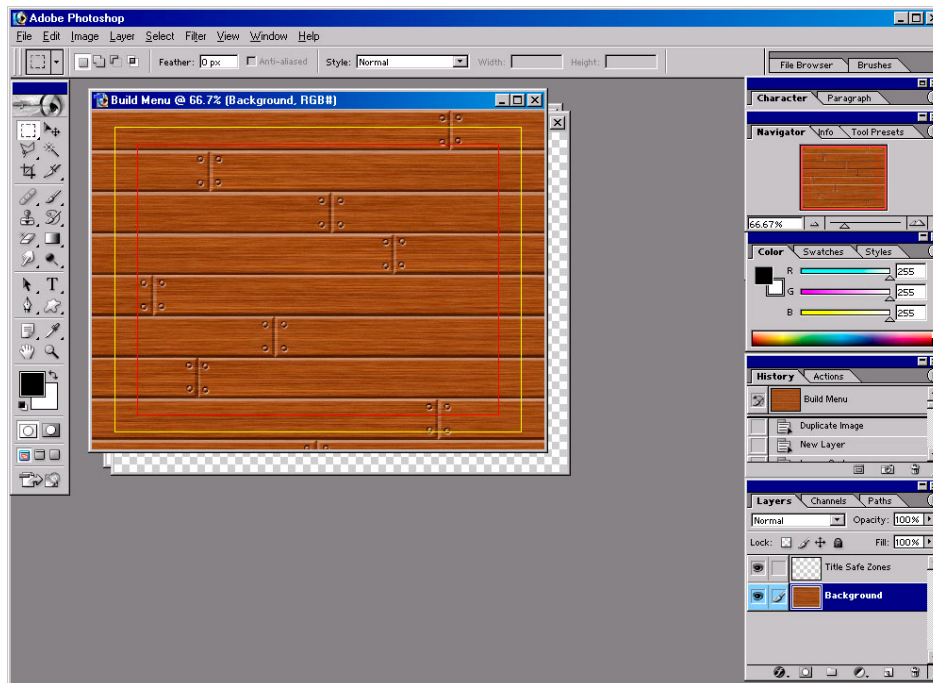 Adobe Photoshop
File Edit Image Layer Select Filter View Window Help
Feather: 0 px Anti-aliased Style: Normal Width: Height:
File Browser Brushes
Build Menu @ 66.7% (Background, RGB#)
Character Paragraph
Navigator Info Tool Presets
66.67%
Color Swatches Styles
R 255
G 255
B 255
History Actions
Build Menu
Duplicate Image
New Layer
Layers Channels Paths
Normal Opacity: 100%
Lock: Fill: 100%
Title Safe Zones
Background